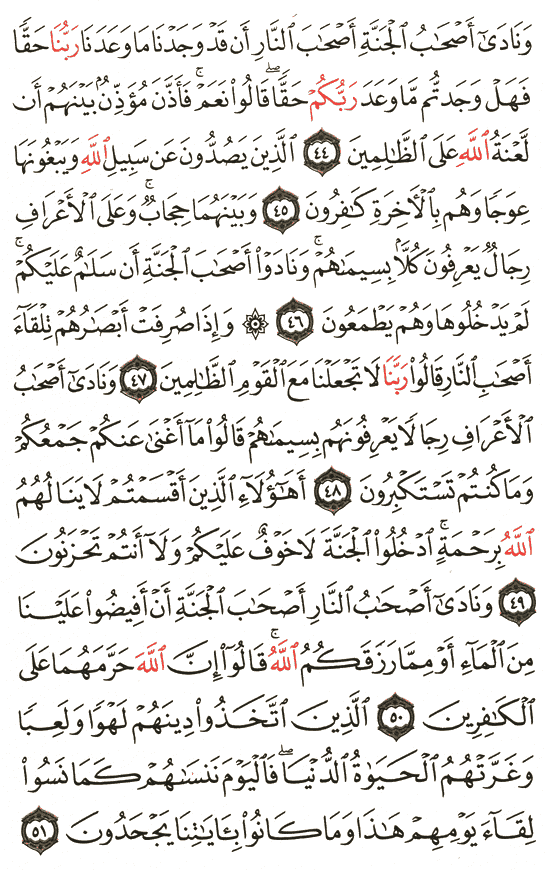 وَنَادَىٰٓ أَصْحَٰبُ ٱلْجَنَّةِ أَصْحَٰبَ ٱلنَّارِ أَن قَدْ وَجَدْنَا مَا وَعَدَنَا رَبُّنَا حَقًّا
فَهَلْ وَجَدتُّم مَّا وَعَدَ رَبُّكُمْ حَقًّا ۖ قَالُوا۟ نَعَمْ ۚ فَأَذَّنَ مُؤَذِّنٌۢ بَيْنَهُمْ أَن
لَّعْنَةُ ٱللَّهِ عَلَى ٱلظَّٰلِمِينَ ٤٤ ٱلَّذِينَ يَصُدُّونَ عَن سَبِيلِ ٱللَّهِ وَيَبْغُونَهَا
عِوَجًا وَهُم بِٱلْأَخِرَةِ كَٰفِرُونَ ٤٥ وَبَيْنَهُمَا حِجَابٌ ۚ وَعَلَى ٱلْأَعْرَافِ
رِجَالٌ يَعْرِفُونَ كُلًّۢا بِسِيمَىٰهُمْ ۚ وَنَادَوْا۟ أَصْحَٰبَ ٱلْجَنَّةِ أَن سَلَٰمٌ عَلَيْكُمْ ۚ
لَمْ يَدْخُلُوهَا وَهُمْ يَطْمَعُونَ ٤٦ ۞ وَإِذَا صُرِفَتْ أَبْصَٰرُهُمْ تِلْقَآءَ
أَصْحَٰبِ ٱلنَّارِ قَالُوا۟ رَبَّنَا لَا تَجْعَلْنَا مَعَ ٱلْقَوْمِ ٱلظَّٰلِمِينَ ٤٧ وَنَادَىٰٓ أَصْحَٰبُ
ٱلْأَعْرَافِ رِجَالًا يَعْرِفُونَهُم بِسِيمَىٰهُمْ قَالُوا۟ مَآ أَغْنَىٰ عَنكُمْ جَمْعُكُمْ
وَمَا كُنتُمْ تَسْتَكْبِرُونَ ٤٨ أَهَٰٓؤُلَآءِ ٱلَّذِينَ أَقْسَمْتُمْ لَا يَنَالُهُمُ
ٱللَّهُ بِرَحْمَةٍ ۚ ٱدْخُلُوا۟ ٱلْجَنَّةَ لَا خَوْفٌ عَلَيْكُمْ وَلَآ أَنتُمْ تَحْزَنُونَ
٤٩ وَنَادَىٰٓ أَصْحَٰبُ ٱلنَّارِ أَصْحَٰبَ ٱلْجَنَّةِ أَنْ أَفِيضُوا۟ عَلَيْنَا
مِنَ ٱلْمَآءِ أَوْ مِمَّا رَزَقَكُمُ ٱللَّهُ ۚ قَالُوٓا۟ إِنَّ ٱللَّهَ حَرَّمَهُمَا عَلَى
ٱلْكَٰفِرِينَ ٥٠ ٱلَّذِينَ ٱتَّخَذُوا۟ دِينَهُمْ لَهْوًا وَلَعِبًا
وَغَرَّتْهُمُ ٱلْحَيَوٰةُ ٱلدُّنْيَا ۚ فَٱلْيَوْمَ نَنسَىٰهُمْ كَمَا نَسُوا۟
لِقَآءَ يَوْمِهِمْ هَٰذَا وَمَا كَانُوا۟ بِـَٔايَٰتِنَا يَجْحَدُونَ ٥١